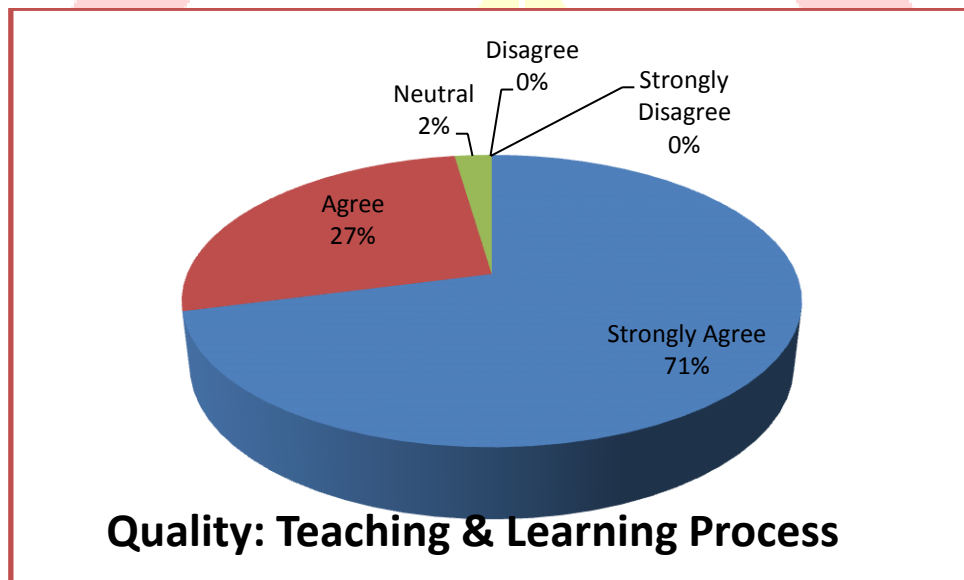 Disagree
0%
Strongly
Disagree
0%
Neutral
2%
Agree
27%
Strongly Agree
71%
Quality: Teaching & Learning Process